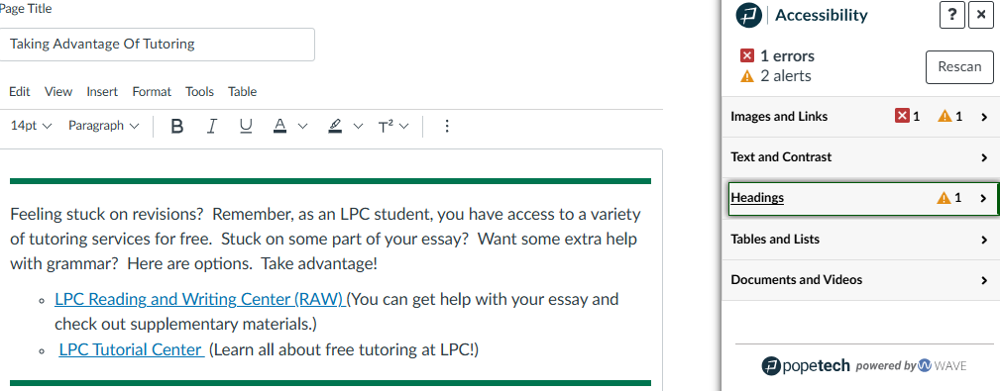 Page Title
Taking Advantage Of Tutoring
Edit View Insert Format Tools Table
14pt Paragraph B I U A T²
Feeling stuck on revisions? Remember, as an LPC student, you have access to a variety
of tutoring services for free. Stuck on some part of your essay? Want some extra help
with grammar? Here are options. Take advantage!
LPC Reading and Writing Center (RAW) (You can get help with your essay and
check out supplementary materials.)
LPC Tutorial Center (Learn all about free tutoring at LPC!)
Accessibility ? ×
1 errors
2 alerts
Rescan
Images and Links 1 1
Text and Contrast
Headings 1
Tables and Lists
Documents and Videos
popetech powered by WAVE